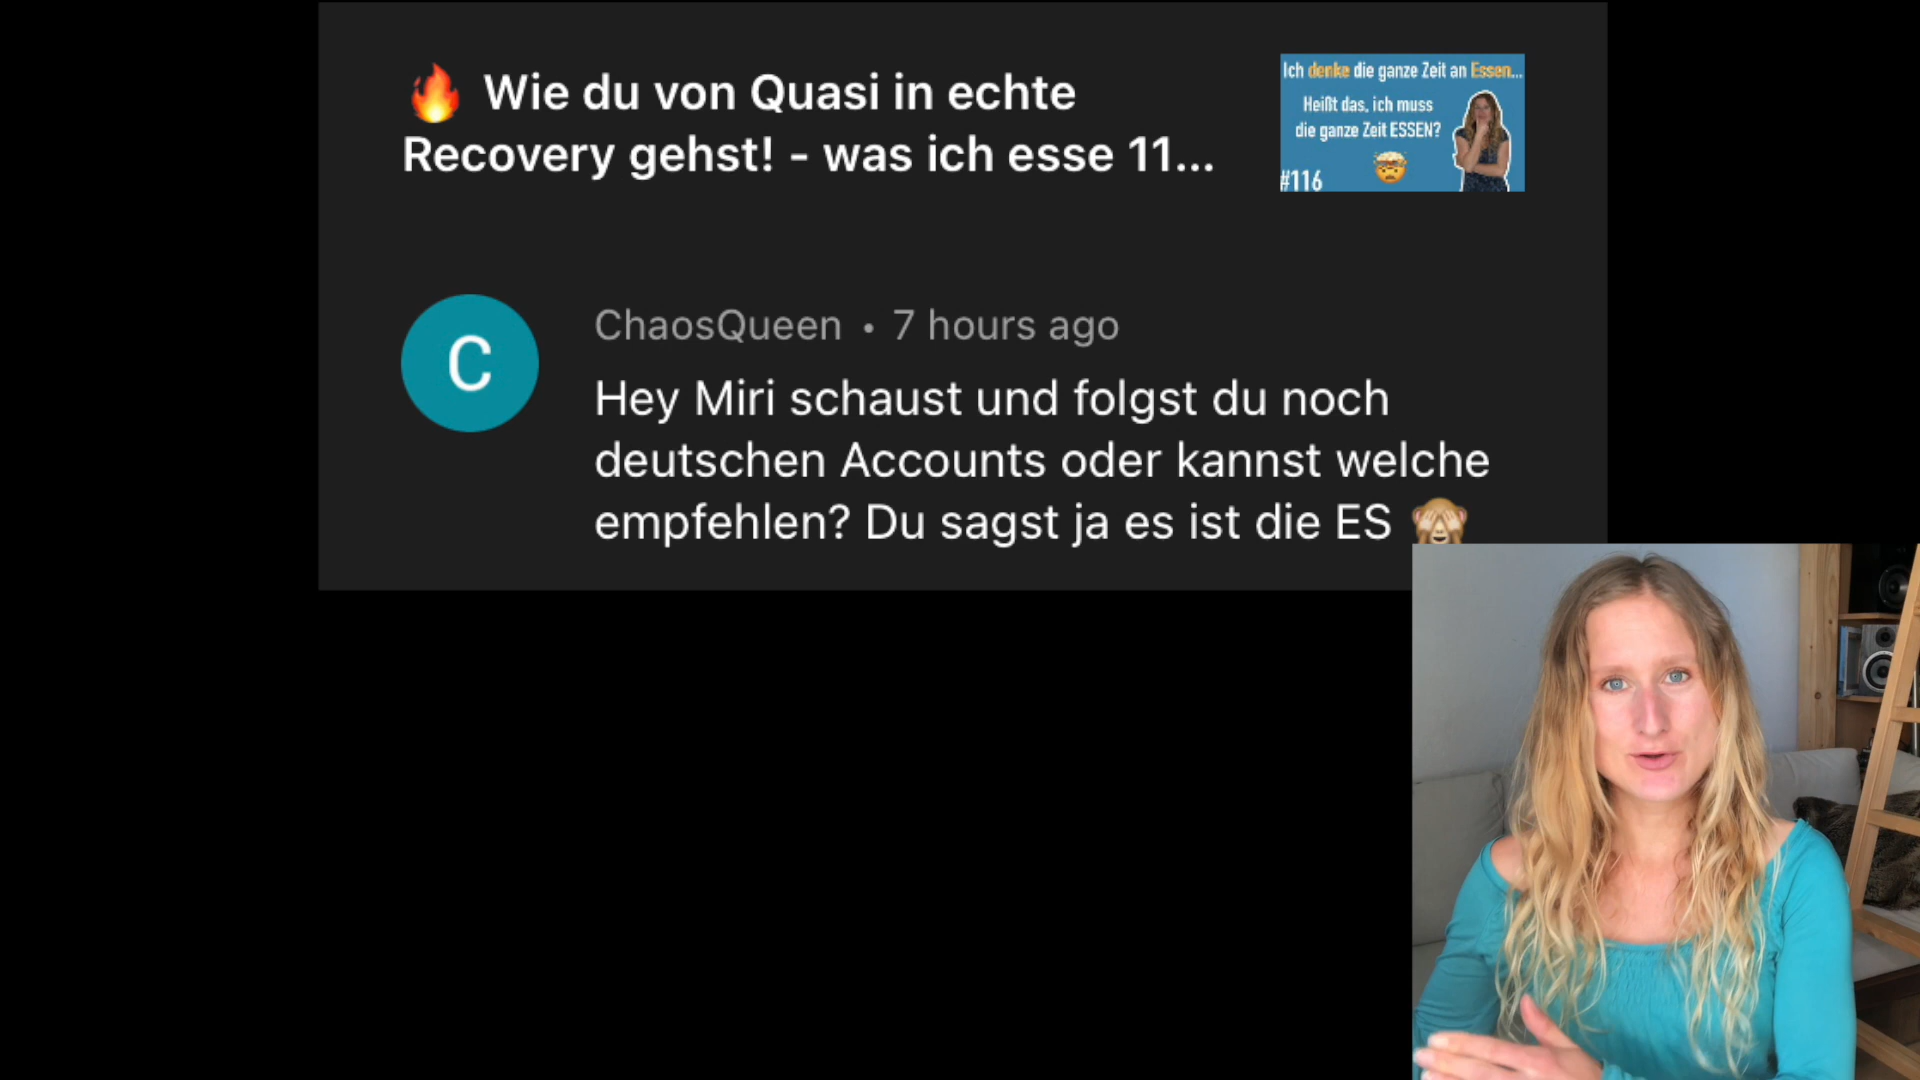 🔥 Wie du von Quasi in echte
Recovery gehst! - was ich esse 11...
Ich denke die ganze Zeit an Essen...
Heißt das, ich muss
die ganze Zeit ESSEN?
🤯
#116
C
ChaosQueen • 7 hours ago
Hey Miri schaust und folgst du noch
deutschen Accounts oder kannst welche
empfehlen? Du sagst ja es ist die ES 🙈